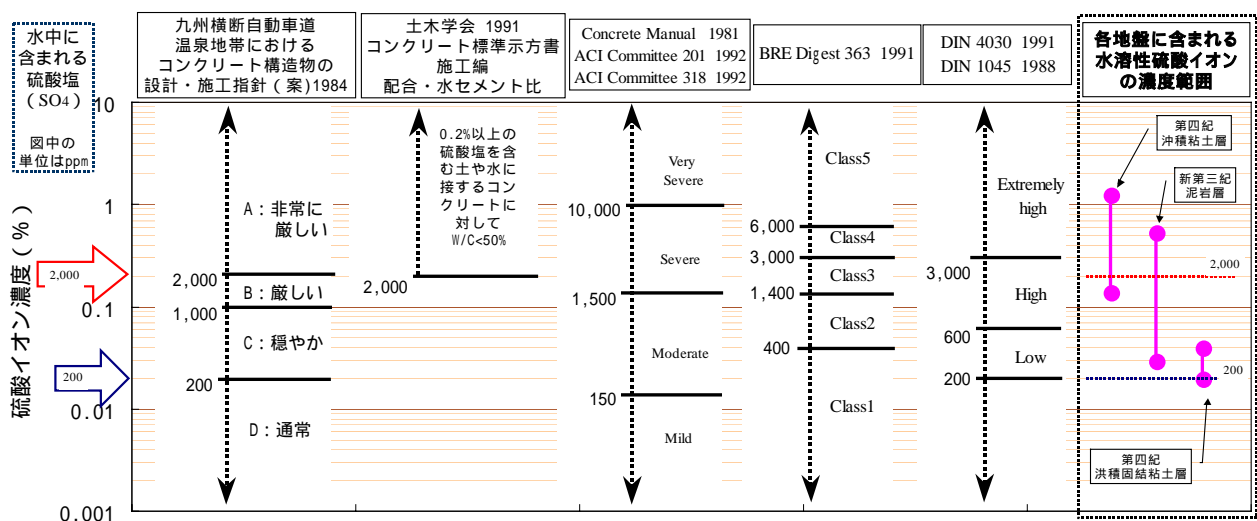 水中に
含まれる
硫酸塩
(SO4)
図中の
単位はppm
九州横断自動車道
温泉地帯における
コンクリート構造物の
設計・施工指針(案)1984
土木学会 1991
コンクリート標準示方書
施工編
配合・水セメント比
Concrete Manual 1981
ACI Committee 201 1992
ACI Committee 318 1992
BRE Digest 363 1991
DIN 4030 1991
DIN 1045 1988
各地盤に含まれる
水溶性硫酸イオン
の濃度範囲
硫酸イオン濃度(%)
10
1
0.1
0.01
0.001
2,000
200
A:非常に
厳しい
2,000
B:厳しい
1,000
C:穏やか
200
D:通常
0.2%以上の
硫酸塩を含
む土や水に
接するコン
クリートに
対して
W/C<50%
2,000
Very
Severe
10,000
Severe
1,500
Moderate
150
Mild
Class5
6,000
Class4
3,000
Class3
1,400
Class2
400
Class1
Extremely
high
3,000
High
600
Low
200
第四紀
沖積粘土層
新第三紀
泥岩層
2,000
200
第四紀
洪積固結粘土層